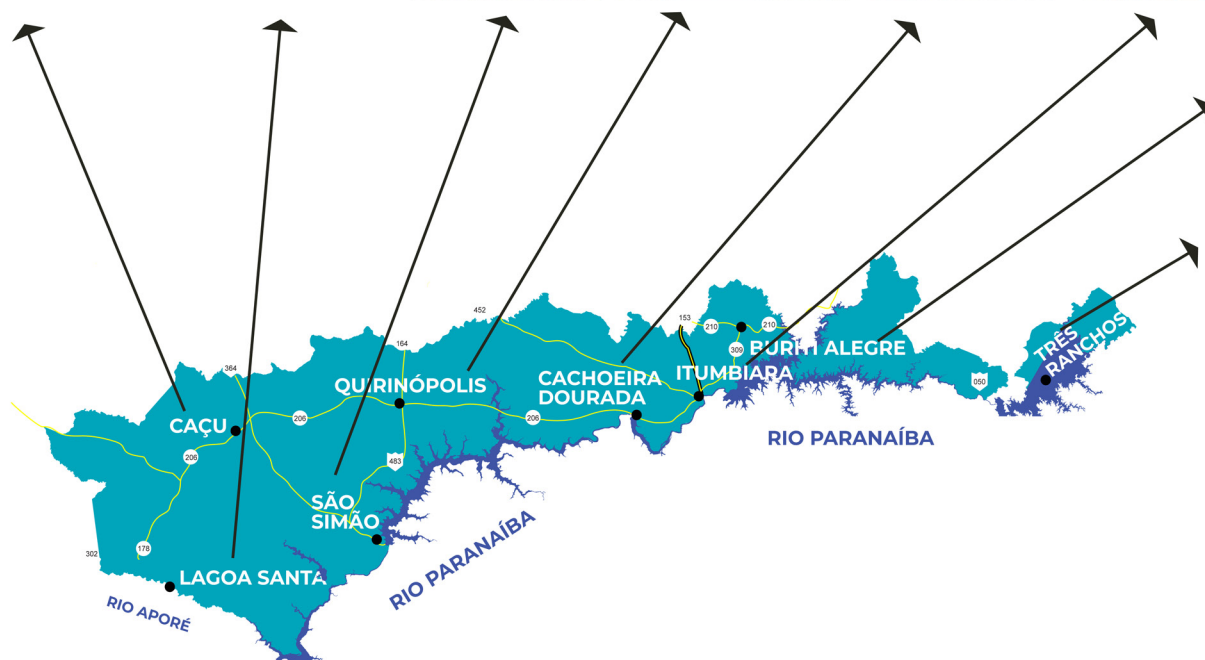 452
153
210
210
164
309
BURITI ALEGRE
TRÊS
RANCHOS
364
QUIRINÓPOLIS
CACHOEIRA
DOURADA
ITUMBIARA
050
CAÇU
206
206
RIO PARANAÍBA
206
483
SÃO
SIMÃO
RIO PARANAÍBA
302
178
LAGOA SANTA
RIO APORÉ